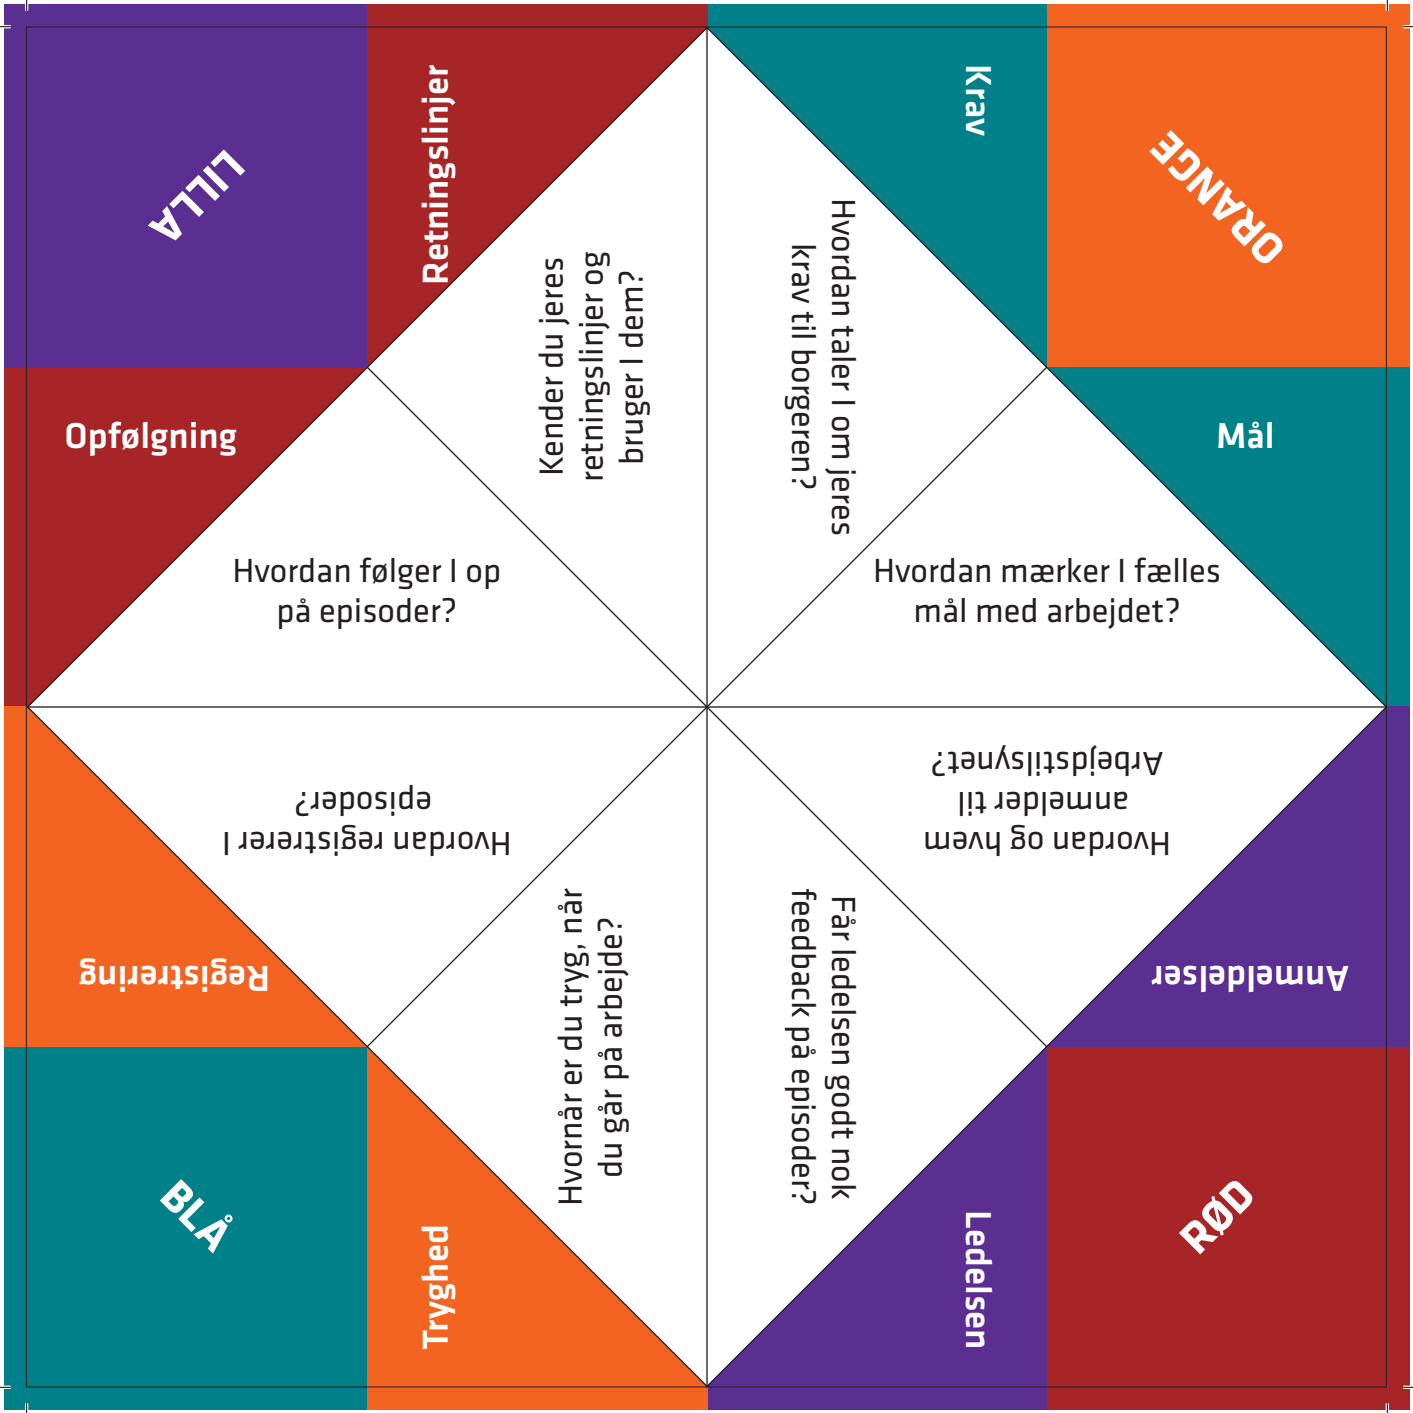 LILLA
Retningslinjer
Krav
ORANGE
Opfølgning
Mål
Kender du jeres
retningslinjer og
bruger I dem?
Hvordan taler I om jeres
krav til borgeren?
Hvordan følger I op
på episoder?
Hvordan mærker I fælles
mål med arbejdet?
Hvordan registrerer I
episoder?
Hvordan og hvem
anmelder til
Arbejdstilsynet?
Hvornår er du tryg, når
du går på arbejde?
Får ledelsen godt nok
feedback på episoder?
Registrering
Anmeldelser
BLÅ
Tryghed
Ledelsen
RØD